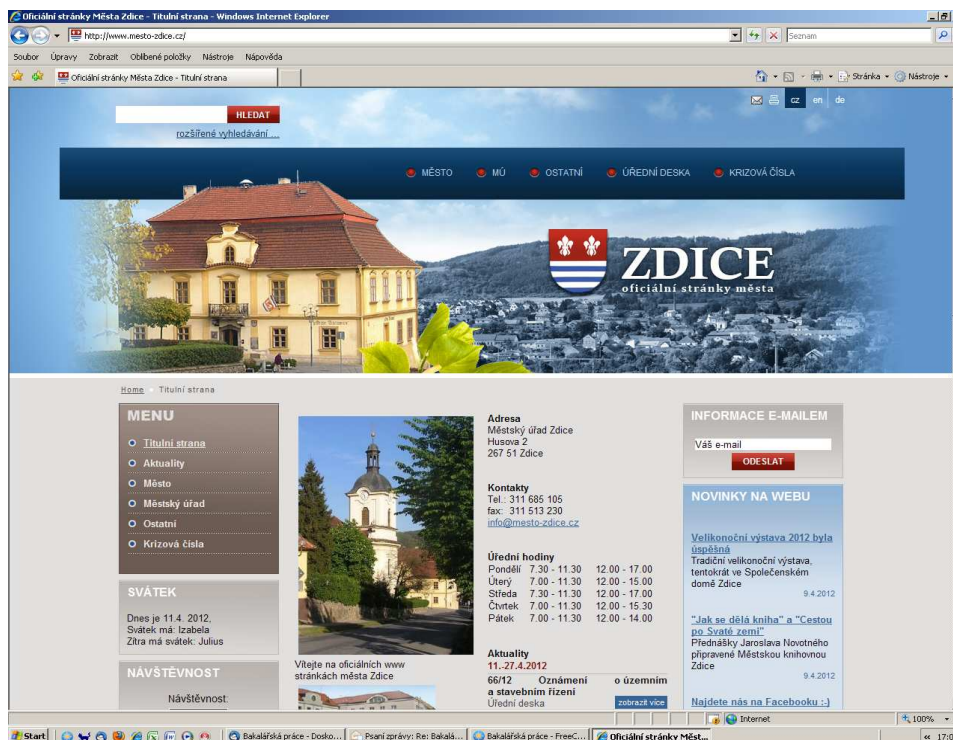 Oficiální stránky Města Zdice - Titulní strana - Windows Internet Explorer
http://www.mesto-zdice.cz/
Seznam
Soubor Úpravy Zobrazit Oblíbené položky Nástroje Nápověda
Oficiální stránky Města Zdice - Titulní strana
Stránka Nástroje
cz en de
HLEDAT
rozšířené vyhledávání ...
MĚSTO MÚ OSTATNÍ ÚŘEDNÍ DESKA KRIZOVÁ ČÍSLA
ZDICE
oficiální stránky města
Home Titulní strana
MENU
Titulní strana
Aktuality
Město
Městský úřad
Ostatní
Krizová čísla
SVÁTEK
Dnes je 11.4. 2012,
Svátek má: Izabela
Zítra má svátek: Julius
NÁVŠTĚVNOST
Návštěvnost:
Vítejte na oficiálních www
stránkách města Zdice
Adresa
Městský úřad Zdice
Husova 2
267 51 Zdice
Kontakty
Tel.: 311 685 105
fax: 311 513 230
info@mesto-zdice.cz
Úřední hodiny
Pondělí 7.30 - 11.30 12.00 - 17.00
Úterý 7.00 - 11.30 12.00 - 15.00
Středa 7.30 - 11.30 12.00 - 17.00
Čtvrtek 7.00 - 11.30 12.00 - 15.30
Pátek 7.00 - 11.30 12.00 - 14.00
Aktuality
11.-27.4.2012
66/12 Oznámení o územním
a stavebním řízení
Úřední deska zobrazit více
INFORMACE E-MAILEM
Váš e-mail
ODESLAT
NOVINKY NA WEBU
Velikonoční výstava 2012 byla
úspěšná
Tradiční velikonoční výstava,
tentokrát ve Společenském
domě Zdice
9.4.2012
"Jak se dělá kniha" a "Cestou
po Svaté zemi"
Přednášky Jaroslava Novotného
připravené Městskou knihovnou
Zdice
9.4.2012
Najdete nás na Facebooku :-)
Internet 100%
Start Bakalářská práce - Dosko... Psaní zprávy: Re: Bakalá... Bakalářská práce - FreeC... Oficiální stránky Měst... 17:0